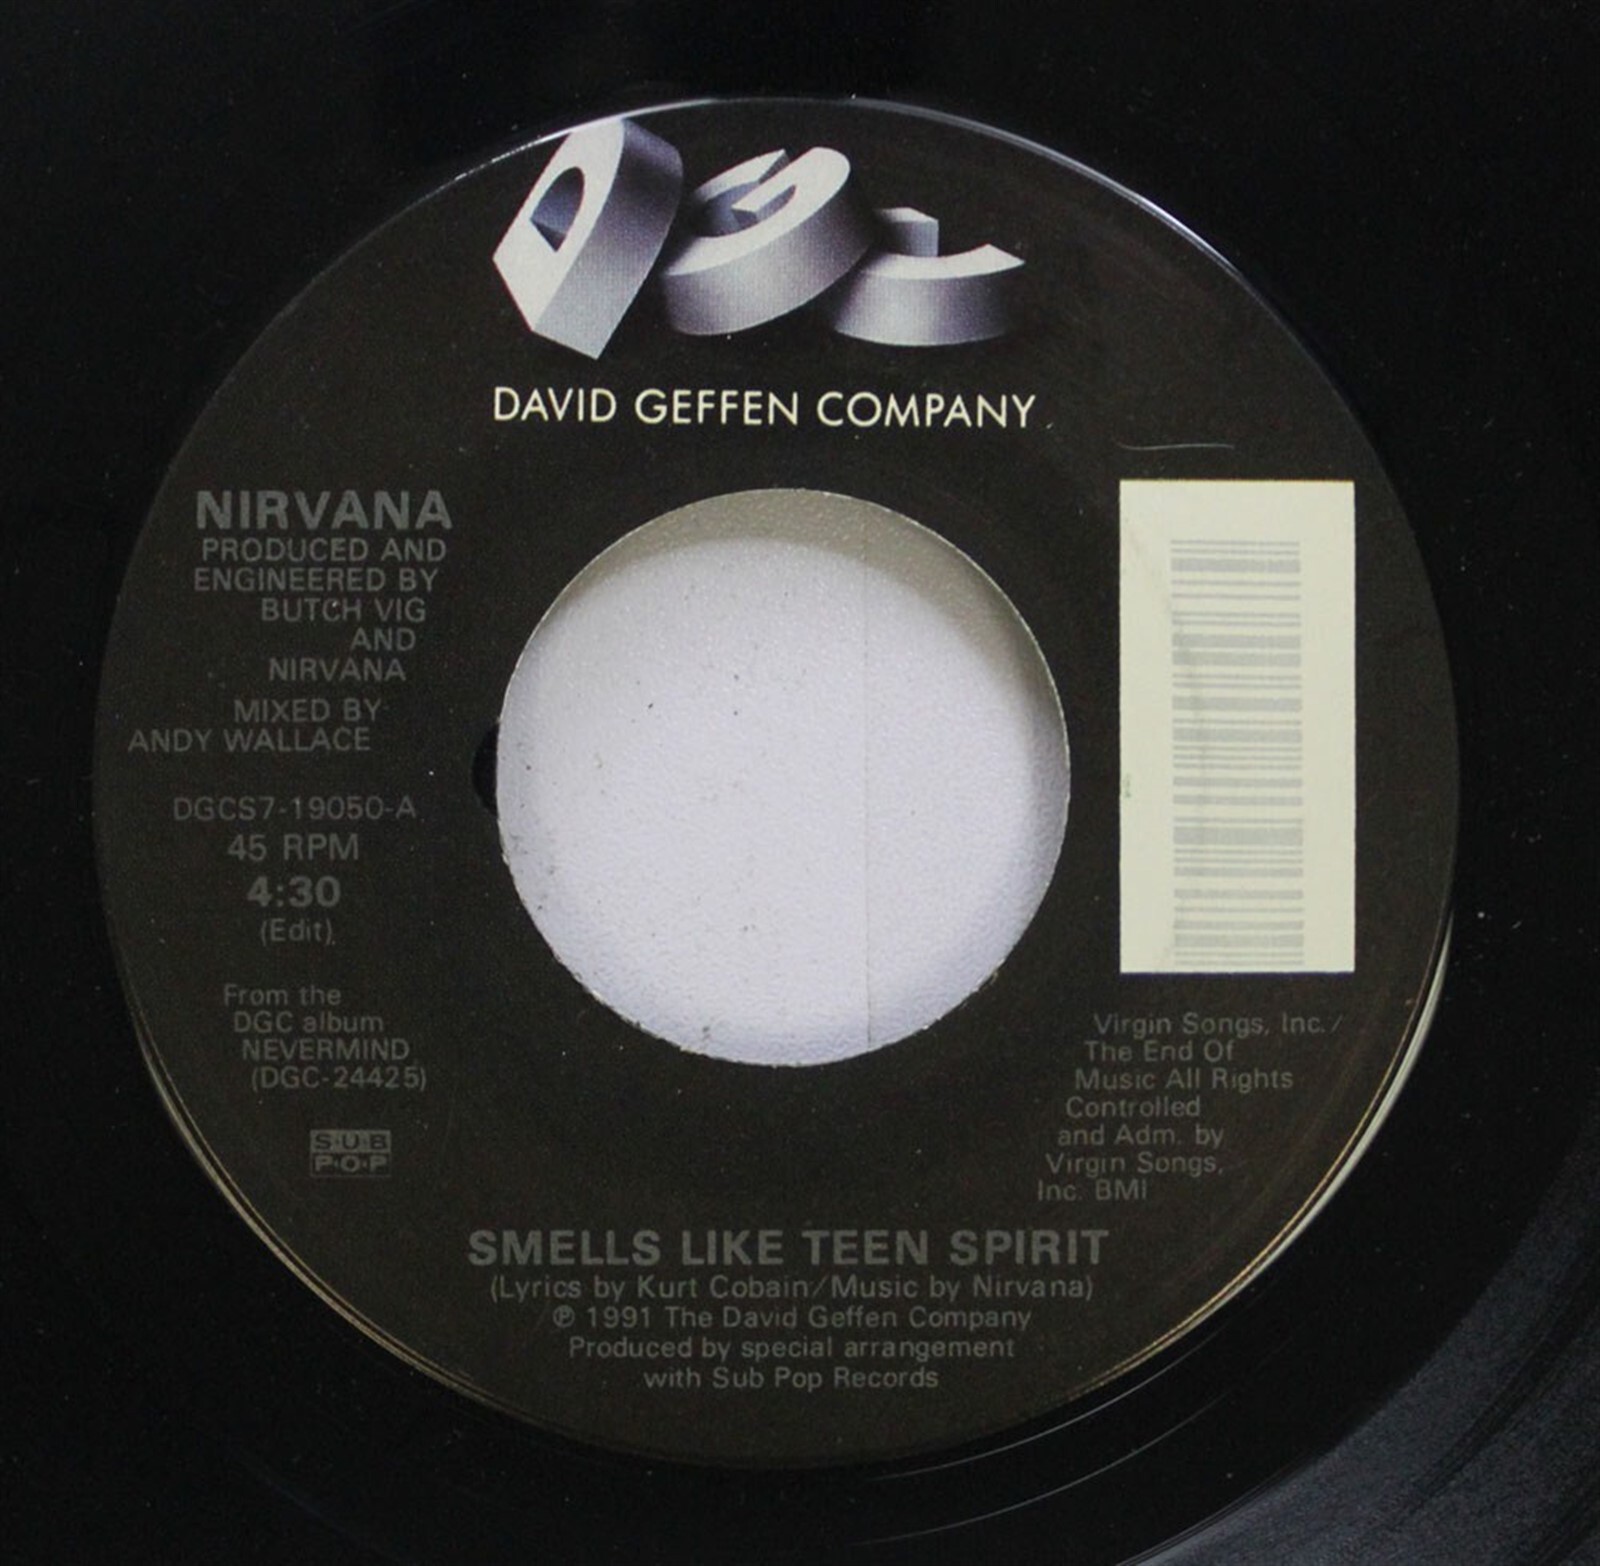 DGC
DAVID GEFFEN COMPANY
NIRVANA
PRODUCED AND
ENGINEERED BY
BUTCH VIG
AND
NIRVANA
MIXED BY
ANDY WALLACE
DGCS7-19050-A
45 RPM
4:30
(Edit)
From the
DGC album
NEVERMIND
(DGC-24425)
SUB
P·O·P
Virgin Songs, Inc./
The End Of
Music All Rights
Controlled
and Adm. by
Virgin Songs,
Inc. BMI
SMELLS LIKE TEEN SPIRIT
(Lyrics by Kurt Cobain/Music by Nirvana)
℗ 1991 The David Geffen Company
Produced by special arrangement
with Sub Pop Records